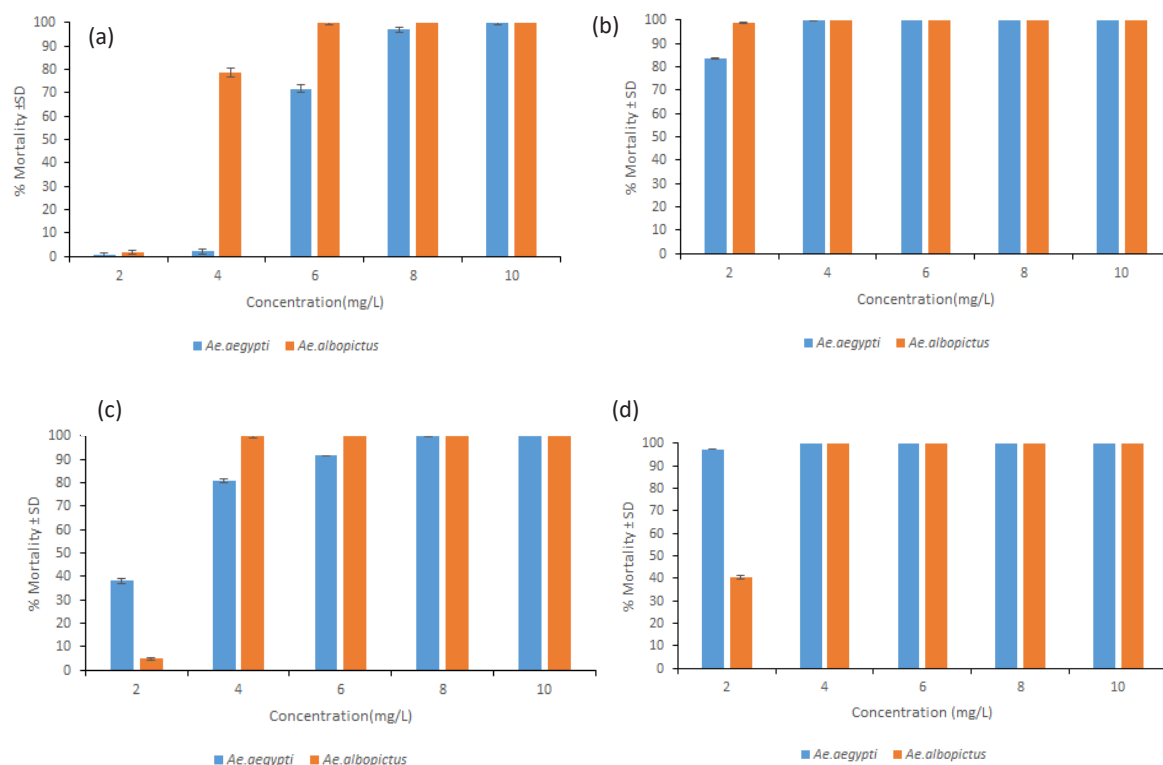 (a)
100
90
80
70
60
50
40
30
20
10
0
% Mortality ±SD
2 4 6 8 10
Concentration(mg/L)
Ae.aegypti Ae.albopictus
(b)
100
90
80
70
60
50
40
30
20
10
0
% Mortality ± SD
2 4 6 8 10
Concentration(mg/L)
Ae.aegypti Ae.albopictus
(c)
100
90
80
70
60
50
40
30
20
10
0
% Mortality ± SD
2 4 6 8 10
Concentration(mg/L)
Ae.aegypti Ae.albopictus
(d)
100
90
80
70
60
50
40
30
20
10
0
% Mortality ± SD
2 4 6 8 10
Concentration (mg/L)
Ae.aegypti Ae.albopictus